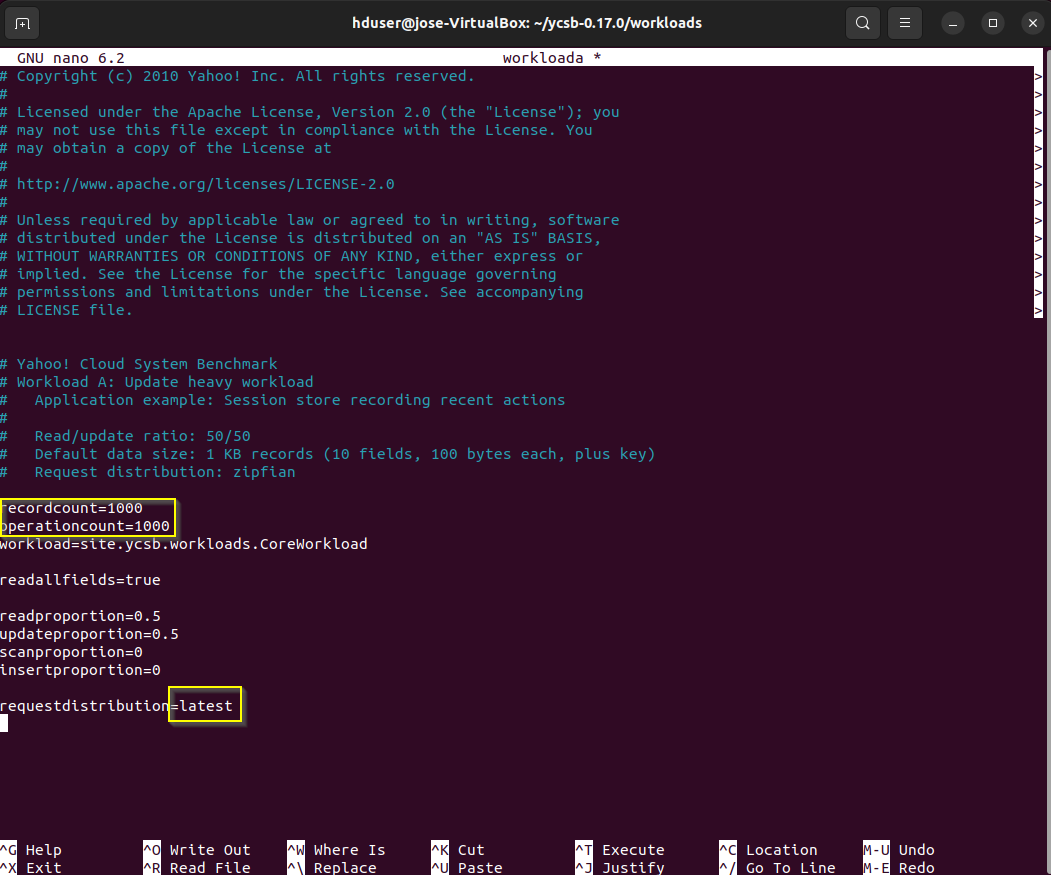 hduser@jose-VirtualBox: ~/ycsb-0.17.0/workloads
GNU nano 6.2 workloada *
# Copyright (c) 2010 Yahoo! Inc. All rights reserved. >
# >
# Licensed under the Apache License, Version 2.0 (the "License"); you >
# may not use this file except in compliance with the License. You >
# may obtain a copy of the License at >
# >
# http://www.apache.org/licenses/LICENSE-2.0 >
# >
# Unless required by applicable law or agreed to in writing, software >
# distributed under the License is distributed on an "AS IS" BASIS, >
# WITHOUT WARRANTIES OR CONDITIONS OF ANY KIND, either express or >
# implied. See the License for the specific language governing >
# permissions and limitations under the License. See accompanying >
# LICENSE file. >
# Yahoo! Cloud System Benchmark
# Workload A: Update heavy workload
#   Application example: Session store recording recent actions
#
#   Read/update ratio: 50/50
#   Default data size: 1 KB records (10 fields, 100 bytes each, plus key)
#   Request distribution: zipfian
recordcount=1000
operationcount=1000
workload=site.ycsb.workloads.CoreWorkload
readallfields=true
readproportion=0.5
updateproportion=0.5
scanproportion=0
insertproportion=0
requestdistribution=latest
^G Help ^O Write Out ^W Where Is ^K Cut ^T Execute ^C Location M-U Undo
^X Exit ^R Read File ^\ Replace ^U Paste ^J Justify ^/ Go To Line M-E Redo